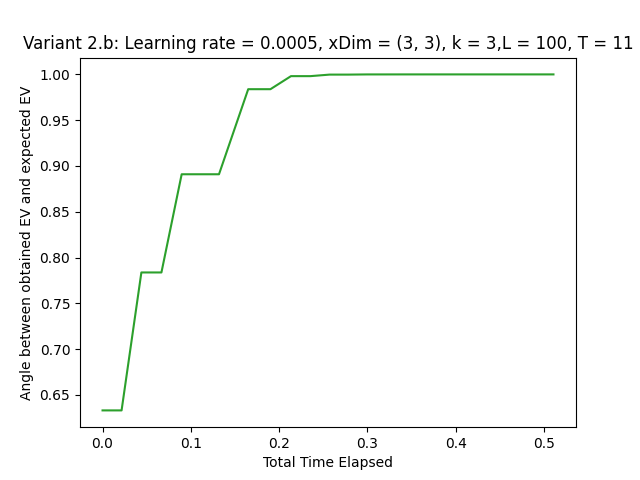 Variant 2.b: Learning rate = 0.0005, xDim = (3, 3), k = 3,L = 100, T = 11
Angle between obtained EV and expected EV
1.00
0.95
0.90
0.85
0.80
0.75
0.70
0.65
0.0 0.1 0.2 0.3 0.4 0.5
Total Time Elapsed